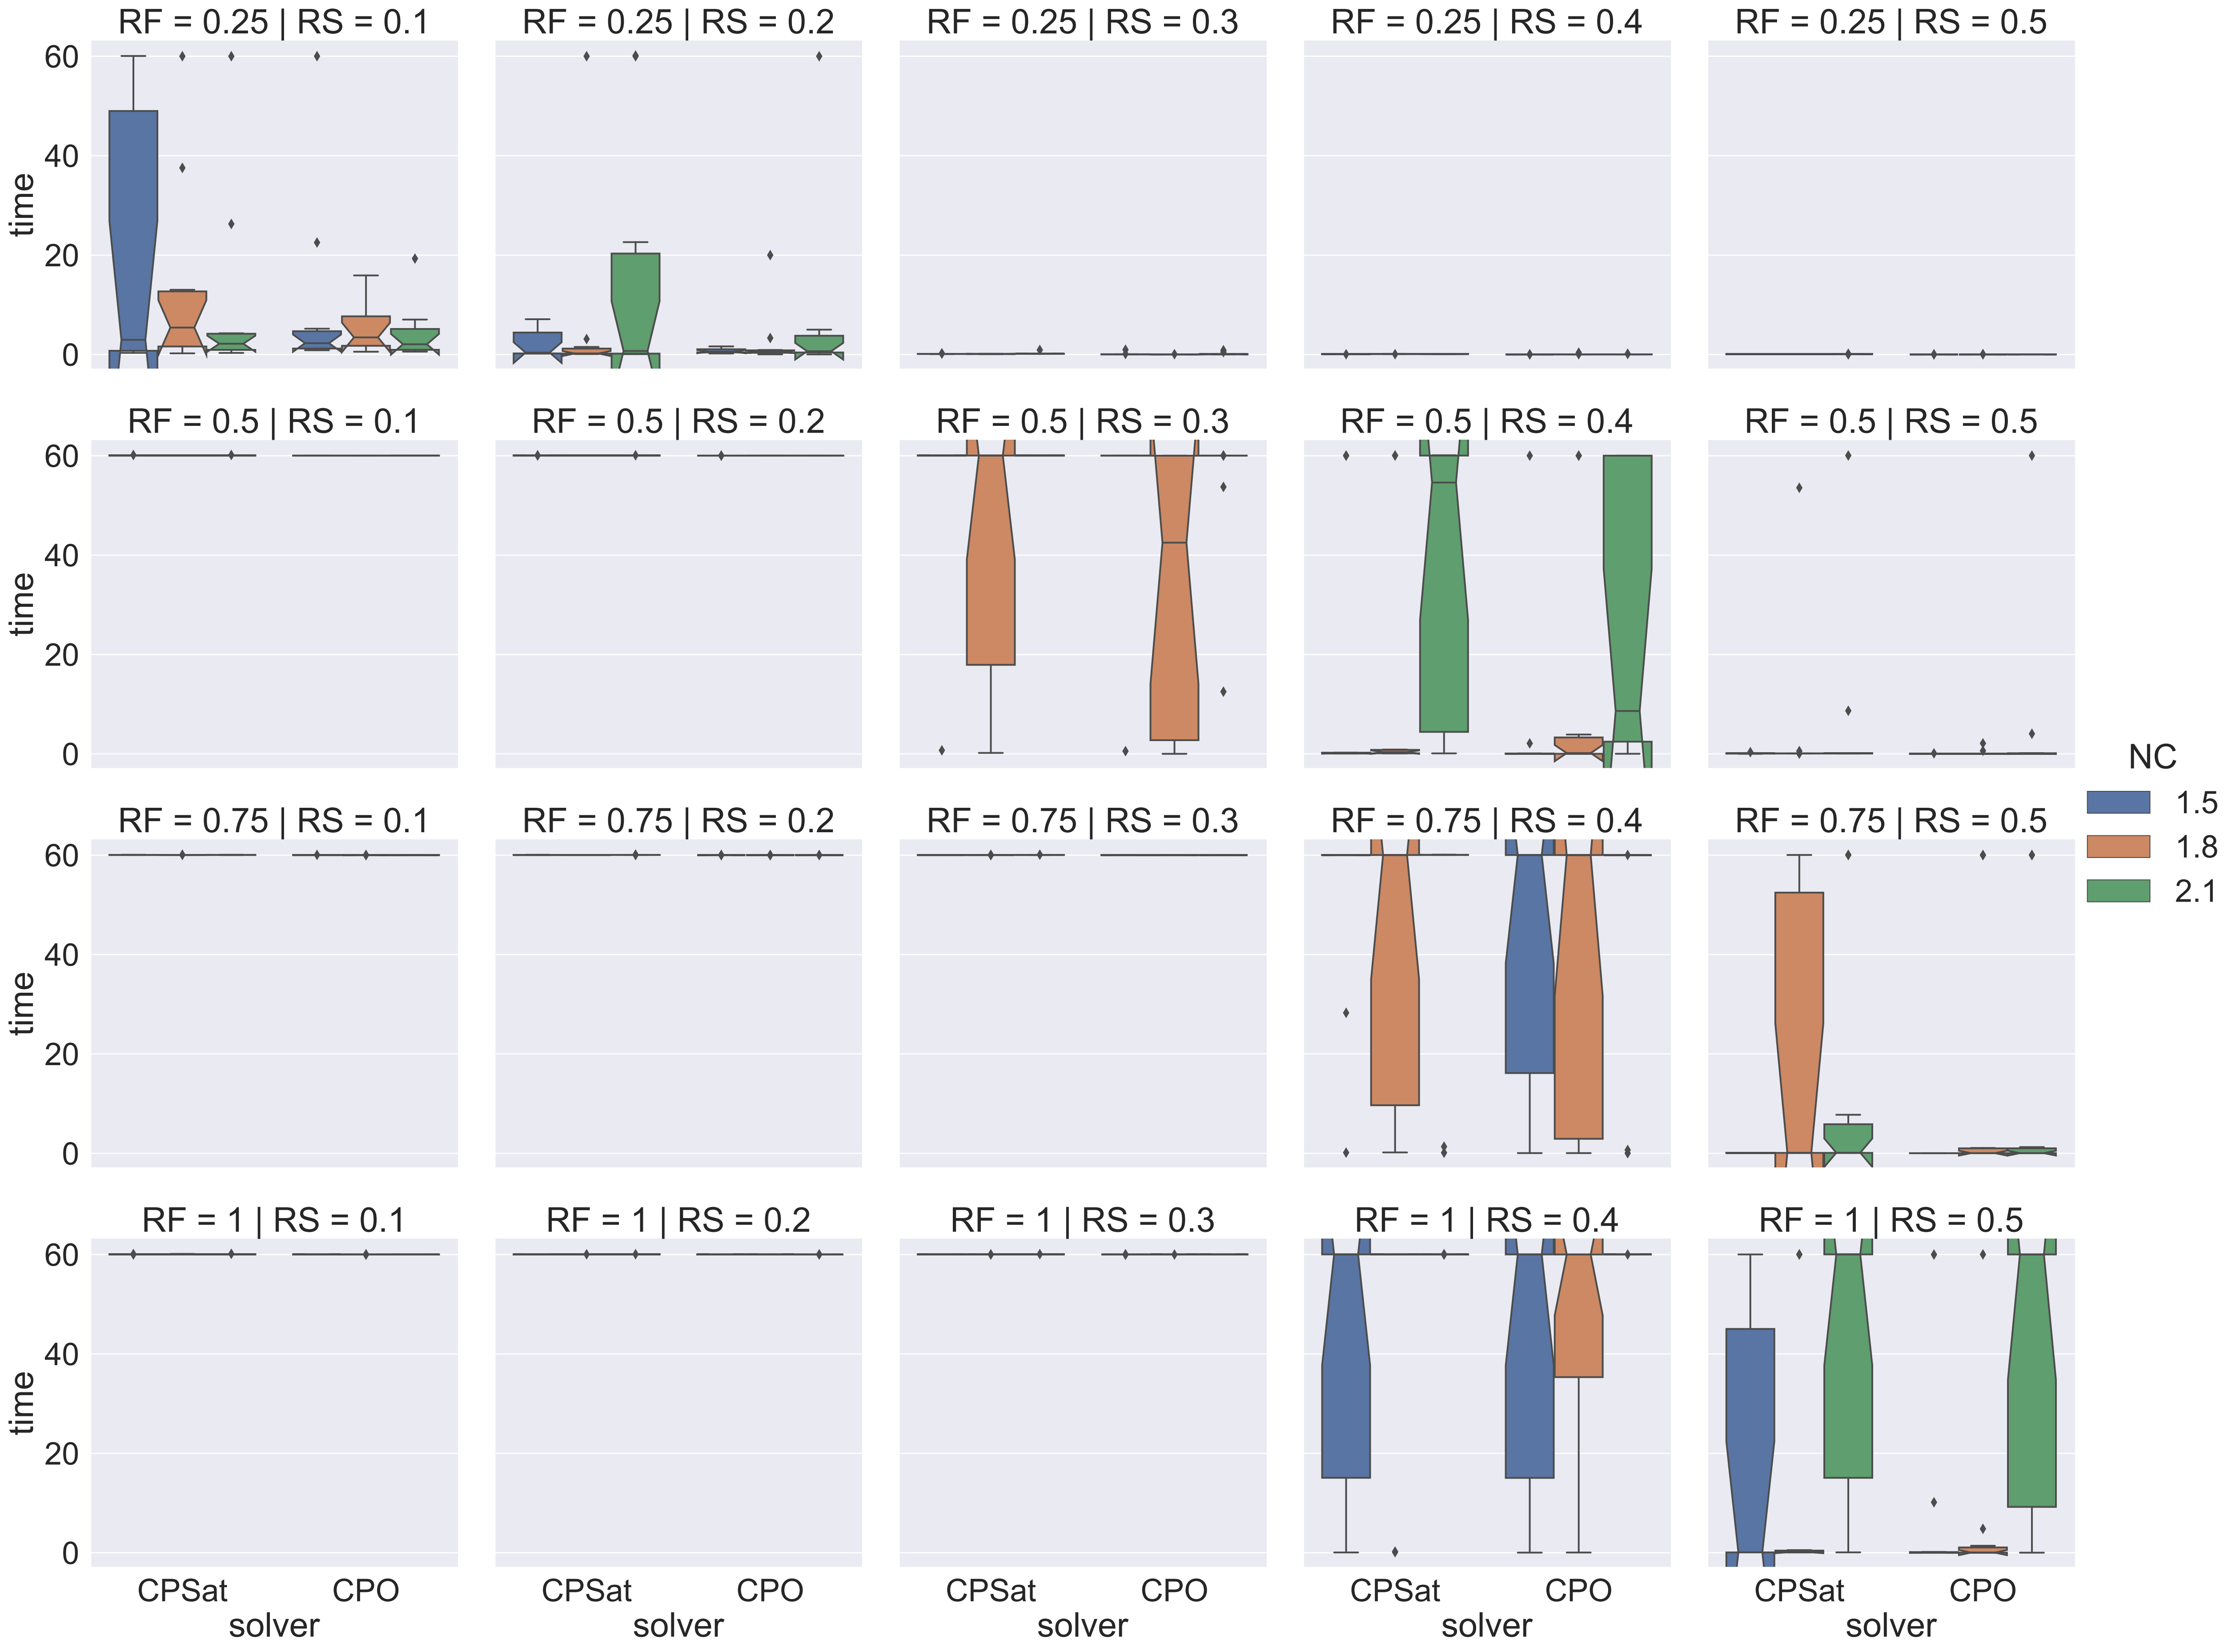 RF = 0.25 | RS = 0.1
RF = 0.25 | RS = 0.2
RF = 0.25 | RS = 0.3
RF = 0.25 | RS = 0.4
RF = 0.25 | RS = 0.5
60
40
20
0
time
RF = 0.5 | RS = 0.1
RF = 0.5 | RS = 0.2
RF = 0.5 | RS = 0.3
RF = 0.5 | RS = 0.4
RF = 0.5 | RS = 0.5
60
40
20
0
time
NC
1.5
1.8
2.1
RF = 0.75 | RS = 0.1
RF = 0.75 | RS = 0.2
RF = 0.75 | RS = 0.3
RF = 0.75 | RS = 0.4
RF = 0.75 | RS = 0.5
60
40
20
0
time
RF = 1 | RS = 0.1
RF = 1 | RS = 0.2
RF = 1 | RS = 0.3
RF = 1 | RS = 0.4
RF = 1 | RS = 0.5
60
40
20
0
time
CPSat CPO
solver
CPSat CPO
solver
CPSat CPO
solver
CPSat CPO
solver
CPSat CPO
solver